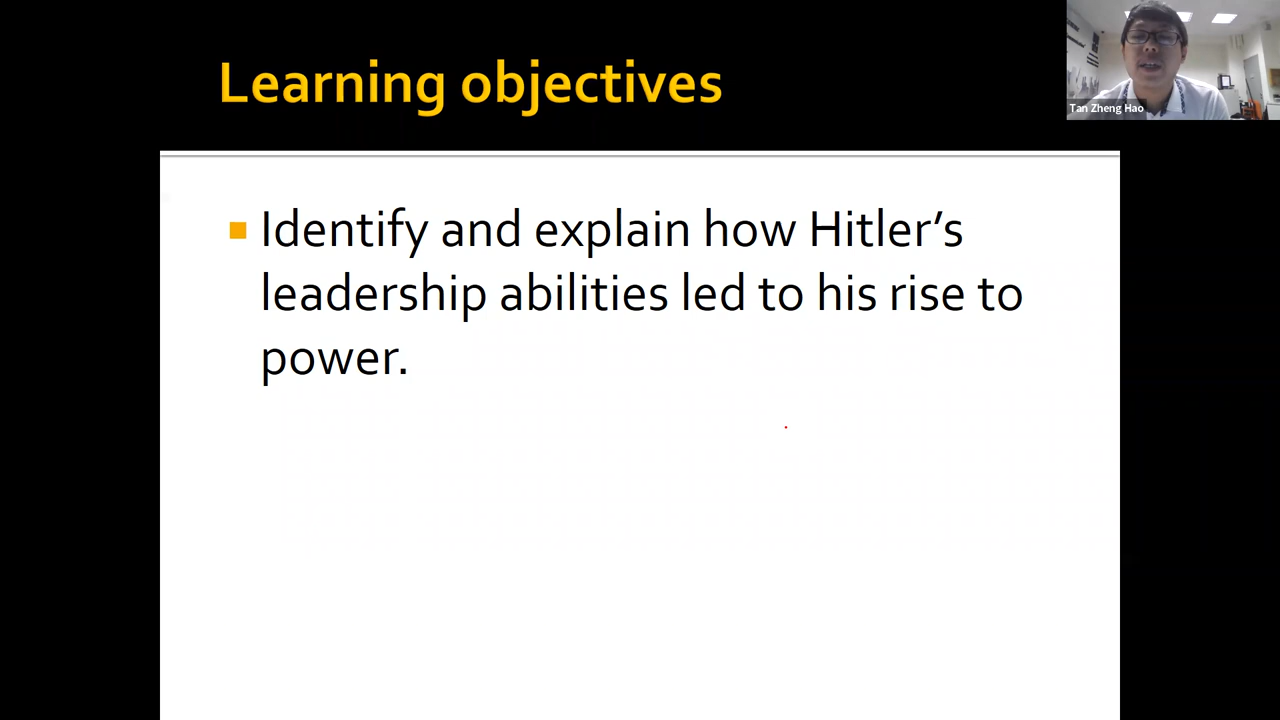 Learning objectives
Tan Zheng Hao
Identify and explain how Hitler’s
leadership abilities led to his rise to
power.